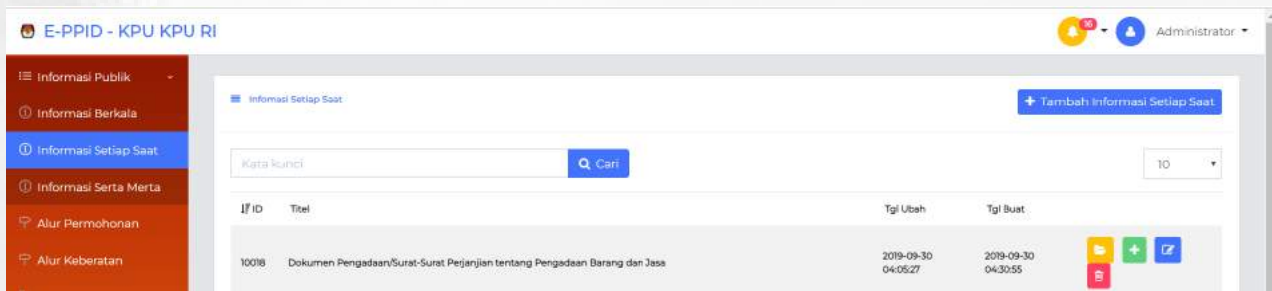 E-PPID - KPU KPU RI
16
Administrator
Informasi Publik
Informasi Berkala
Informasi Setiap Saat
Informasi Serta Merta
Alur Permohonan
Alur Keberatan
Infomasi Setiap Saat
+ Tambah Informasi Setiap Saat
Kata kunci
Cari
10
ID Titel Tgl Ubah Tgl Buat
10018 Dokumen Pengadaan/Surat-Surat Perjanjian tentang Pengadaan Barang dan Jasa 2019-09-30 04:05:27 2019-09-30 04:30:55